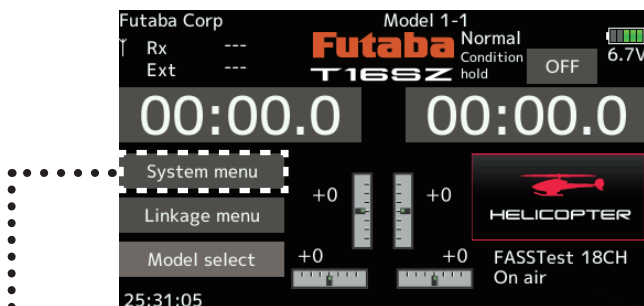 Futaba Corp Model 1-1
Rx ---
Ext ---
Futaba
T16SZ
Normal
Condition hold
OFF
6.7V
00:00.0 00:00.0
System menu
Linkage menu
Model select
+0 +0
+0 +0
HELICOPTER
FASSTest 18CH
On air
25:31:05